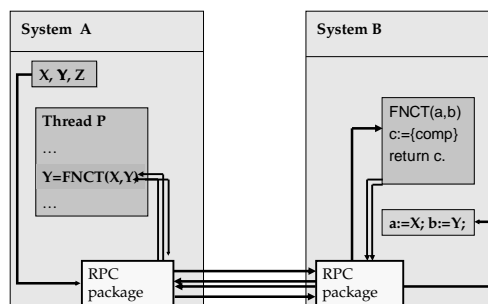 System A
X, Y, Z
Thread P
…
Y=FNCT(X,Y)
…
RPC
package
System B
FNCT(a,b)
c:={comp}
return c.
a:=X; b:=Y;
RPC
package